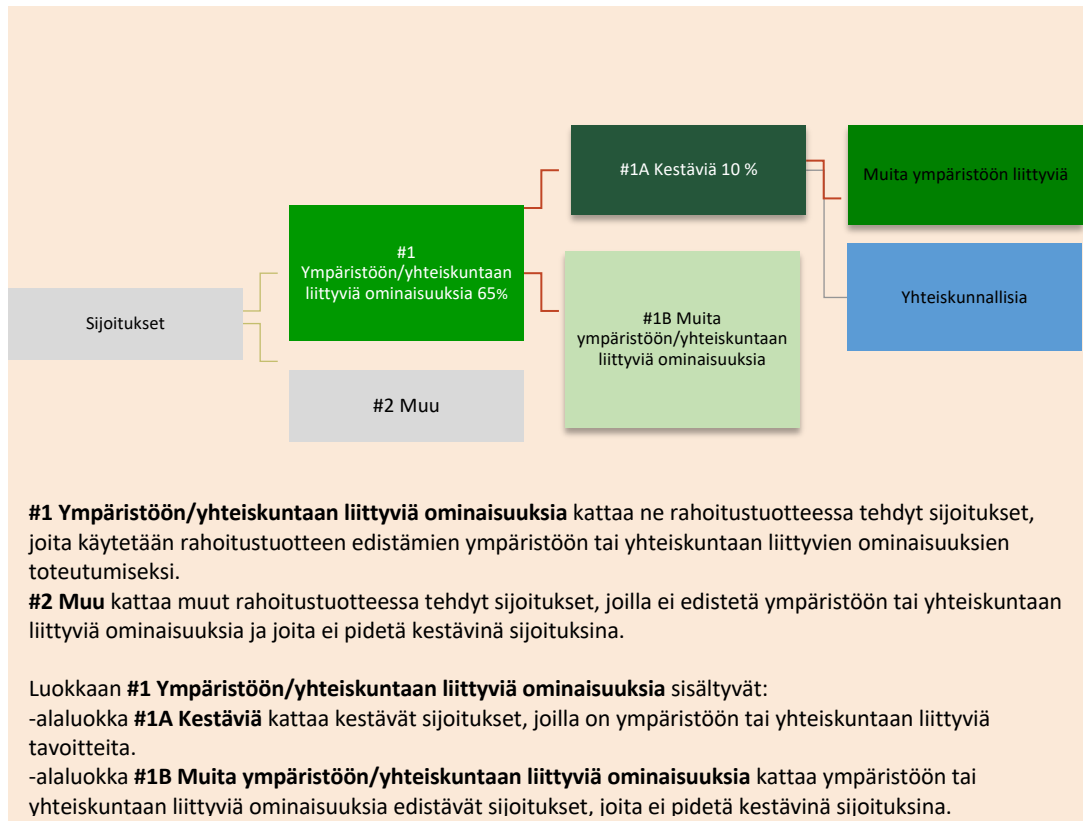 #1A Kestäviä 10 %
Muita ympäristöön liittyviä
#1
Ympäristöön/yhteiskuntaan
liittyviä ominaisuuksia 65%
Yhteiskunnallisia
Sijoitukset
#1B Muita
ympäristöön/yhteiskuntaan
liittyviä ominaisuuksia
#2 Muu
#1 Ympäristöön/yhteiskuntaan liittyviä ominaisuuksia kattaa ne rahoitustuotteessa tehdyt sijoitukset,
joita käytetään rahoitustuotteen edistämien ympäristöön tai yhteiskuntaan liittyvien ominaisuuksien
toteutumiseksi.
#2 Muu kattaa muut rahoitustuotteessa tehdyt sijoitukset, joilla ei edistetä ympäristöön tai yhteiskuntaan
liittyviä ominaisuuksia ja joita ei pidetä kestävinä sijoituksina.
Luokkaan #1 Ympäristöön/yhteiskuntaan liittyviä ominaisuuksia sisältyvät:
-alaluokka #1A Kestäviä kattaa kestävät sijoitukset, joilla on ympäristöön tai yhteiskuntaan liittyviä
tavoitteita.
-alaluokka #1B Muita ympäristöön/yhteiskuntaan liittyviä ominaisuuksia kattaa ympäristöön tai
yhteiskuntaan liittyviä ominaisuuksia edistävät sijoitukset, joita ei pidetä kestävinä sijoituksina.